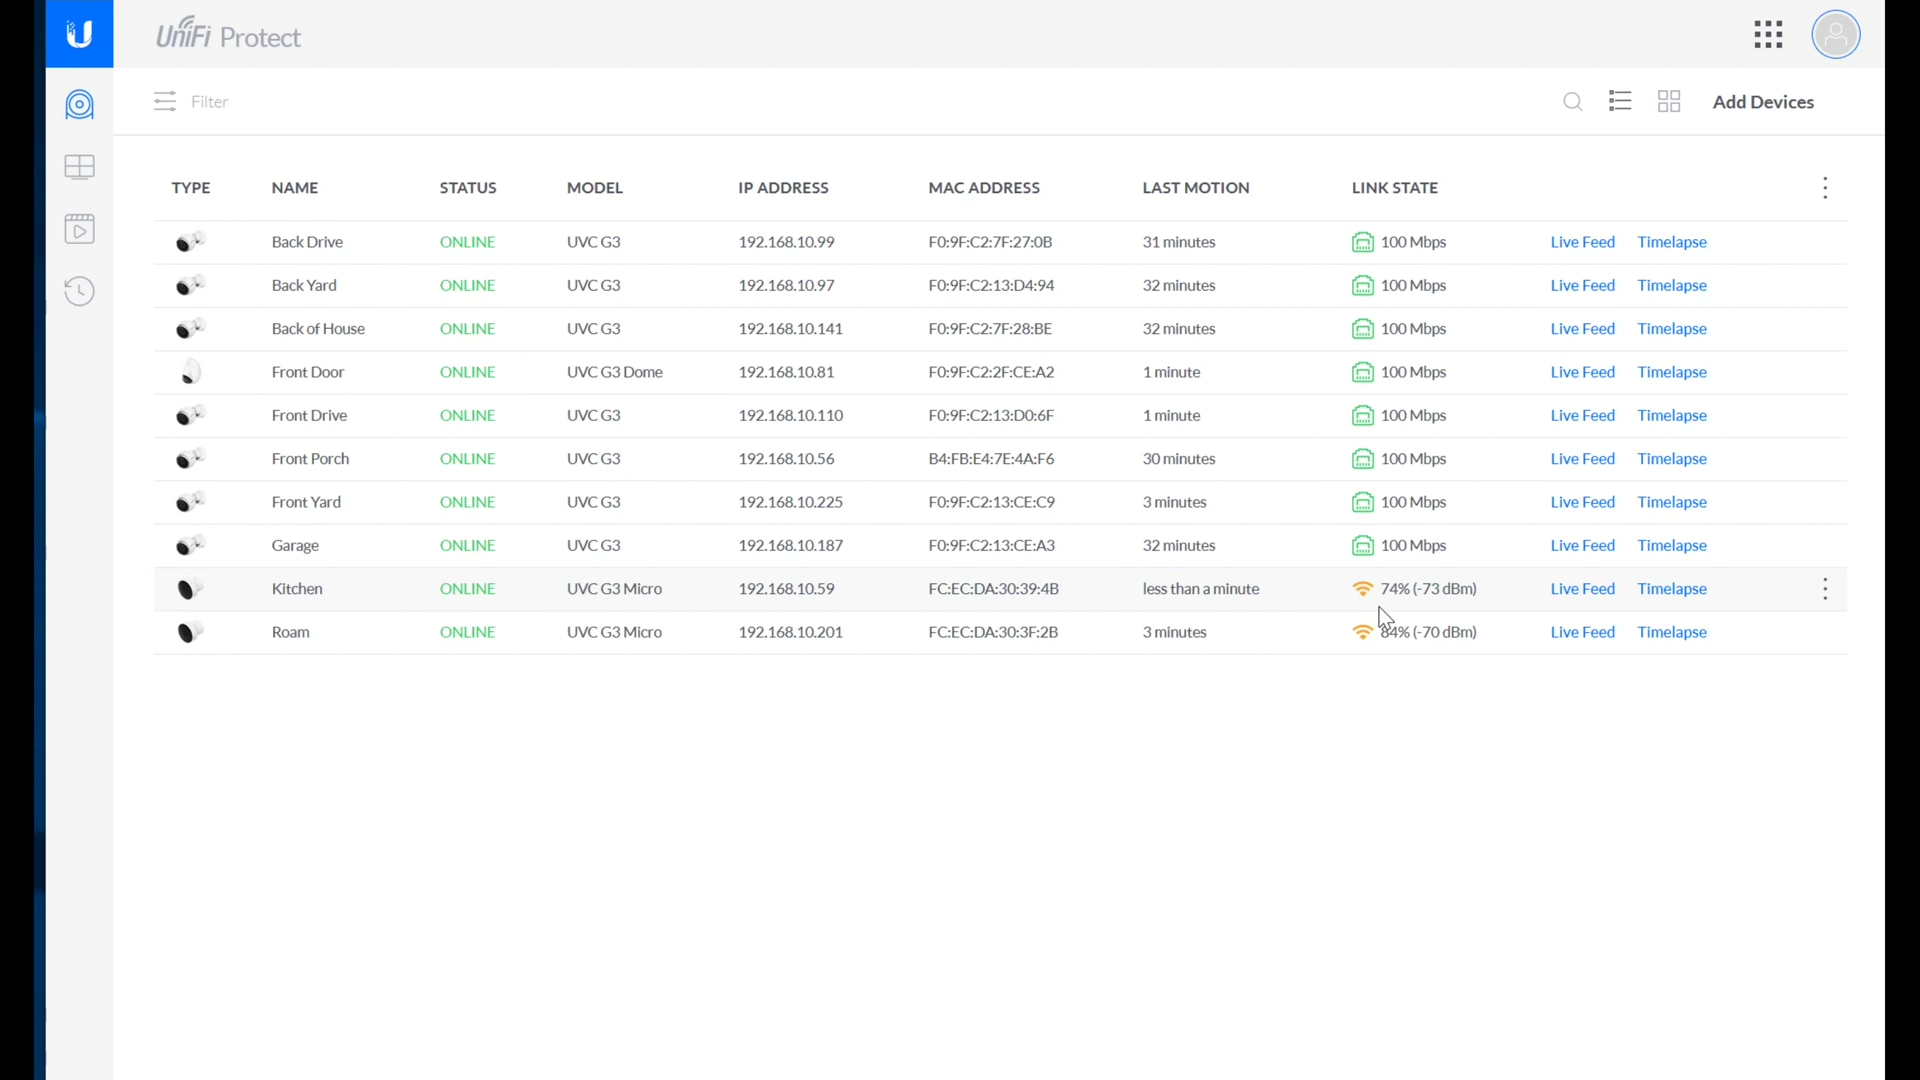 UniFi Protect
Filter
Add Devices
TYPE NAME STATUS MODEL IP ADDRESS MAC ADDRESS LAST MOTION LINK STATE
Back Drive ONLINE UVC G3 192.168.10.99 F0:9F:C2:7F:27:0B 31 minutes 100 Mbps Live Feed Timelapse
Back Yard ONLINE UVC G3 192.168.10.97 F0:9F:C2:13:D4:94 32 minutes 100 Mbps Live Feed Timelapse
Back of House ONLINE UVC G3 192.168.10.141 F0:9F:C2:7F:28:BE 32 minutes 100 Mbps Live Feed Timelapse
Front Door ONLINE UVC G3 Dome 192.168.10.81 F0:9F:C2:2F:CE:A2 1 minute 100 Mbps Live Feed Timelapse
Front Drive ONLINE UVC G3 192.168.10.110 F0:9F:C2:13:D0:6F 1 minute 100 Mbps Live Feed Timelapse
Front Porch ONLINE UVC G3 192.168.10.56 B4:FB:E4:7E:4A:F6 30 minutes 100 Mbps Live Feed Timelapse
Front Yard ONLINE UVC G3 192.168.10.225 F0:9F:C2:13:CE:C9 3 minutes 100 Mbps Live Feed Timelapse
Garage ONLINE UVC G3 192.168.10.187 F0:9F:C2:13:CE:A3 32 minutes 100 Mbps Live Feed Timelapse
Kitchen ONLINE UVC G3 Micro 192.168.10.59 FC:EC:DA:30:39:4B less than a minute 74% (-73 dBm) Live Feed Timelapse
Roam ONLINE UVC G3 Micro 192.168.10.201 FC:EC:DA:30:3F:2B 3 minutes 84% (-70 dBm) Live Feed Timelapse